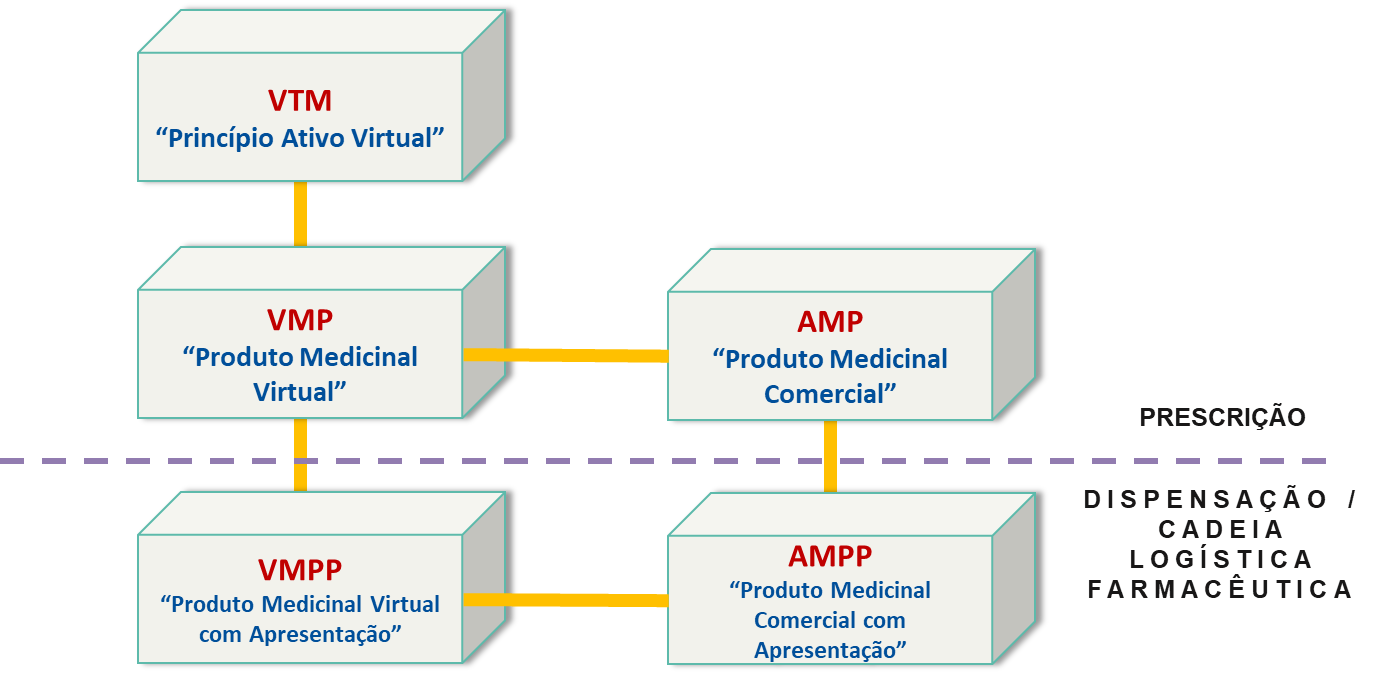 VTM
“Princípio Ativo Virtual”
VMP
“Produto Medicinal
Virtual”
AMP
“Produto Medicinal
Comercial”
PRESCRIÇÃO
DISPENSAÇÃO /
CADEIA
LOGÍSTICA
FARMACÊUTICA
VMPP
“Produto Medicinal Virtual
com Apresentação”
AMPP
“Produto Medicinal
Comercial com
Apresentação”